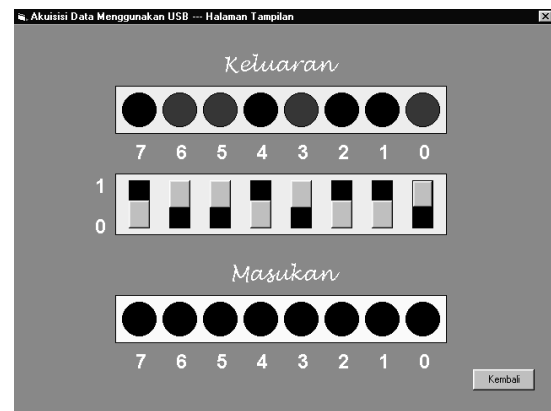 Akuisisi Data Menggunakan USB --- Halaman Tampilan
Keluaran
7 6 5 4 3 2 1 0
1
0
Masukan
7 6 5 4 3 2 1 0
Kembali